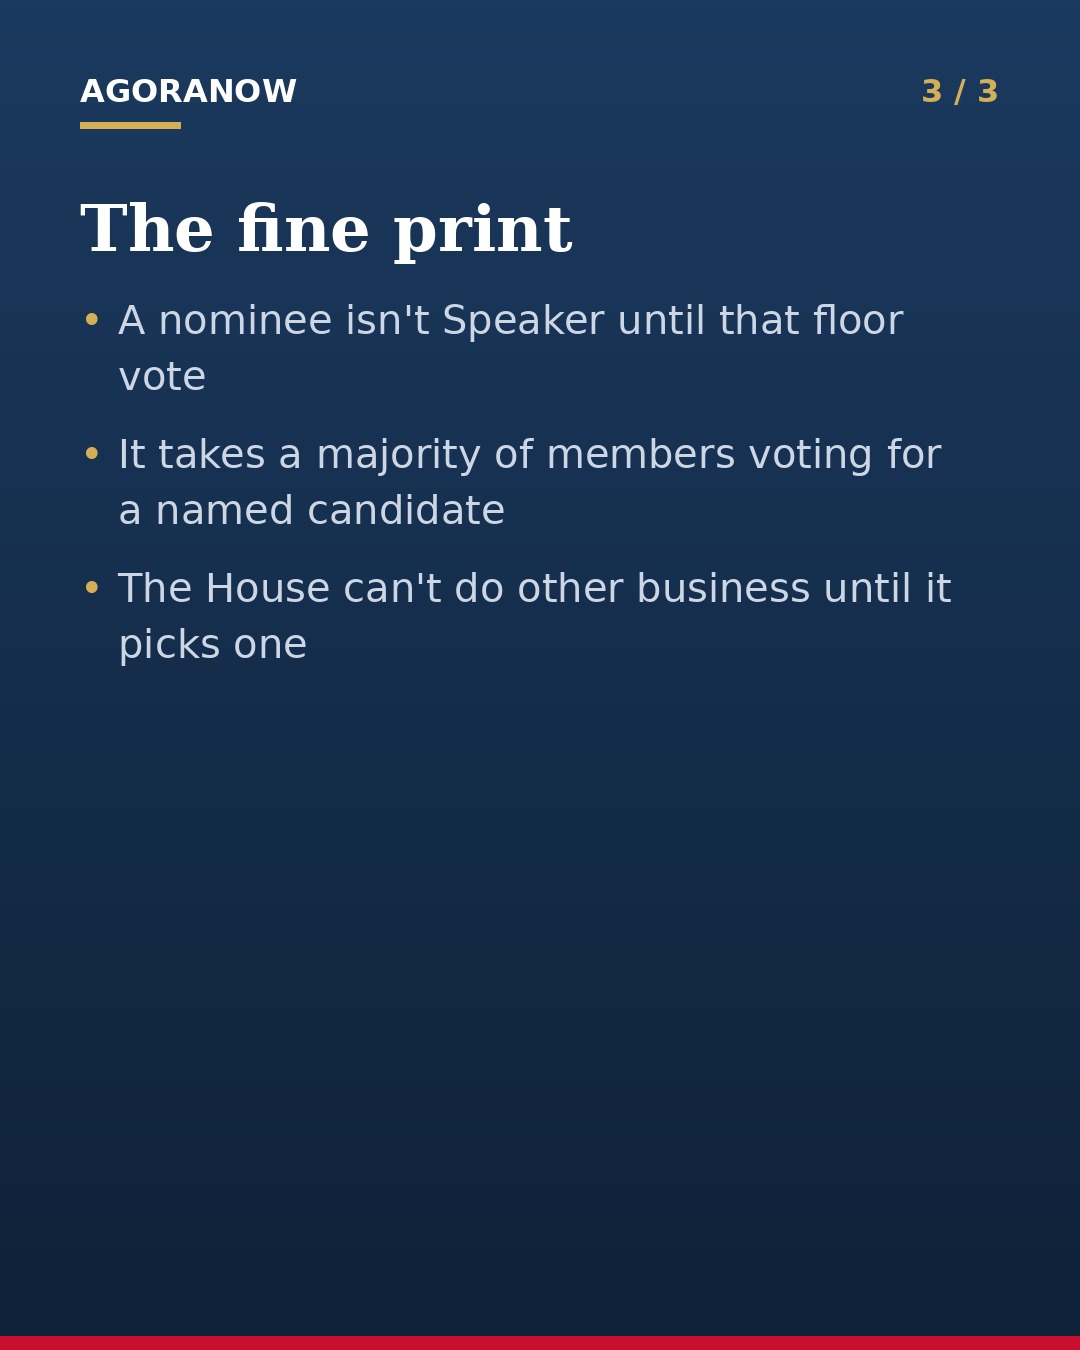 AGORANOW
3 / 3
The fine print
• A nominee isn't Speaker until that floor
vote
• It takes a majority of members voting for
a named candidate
• The House can't do other business until it
picks one